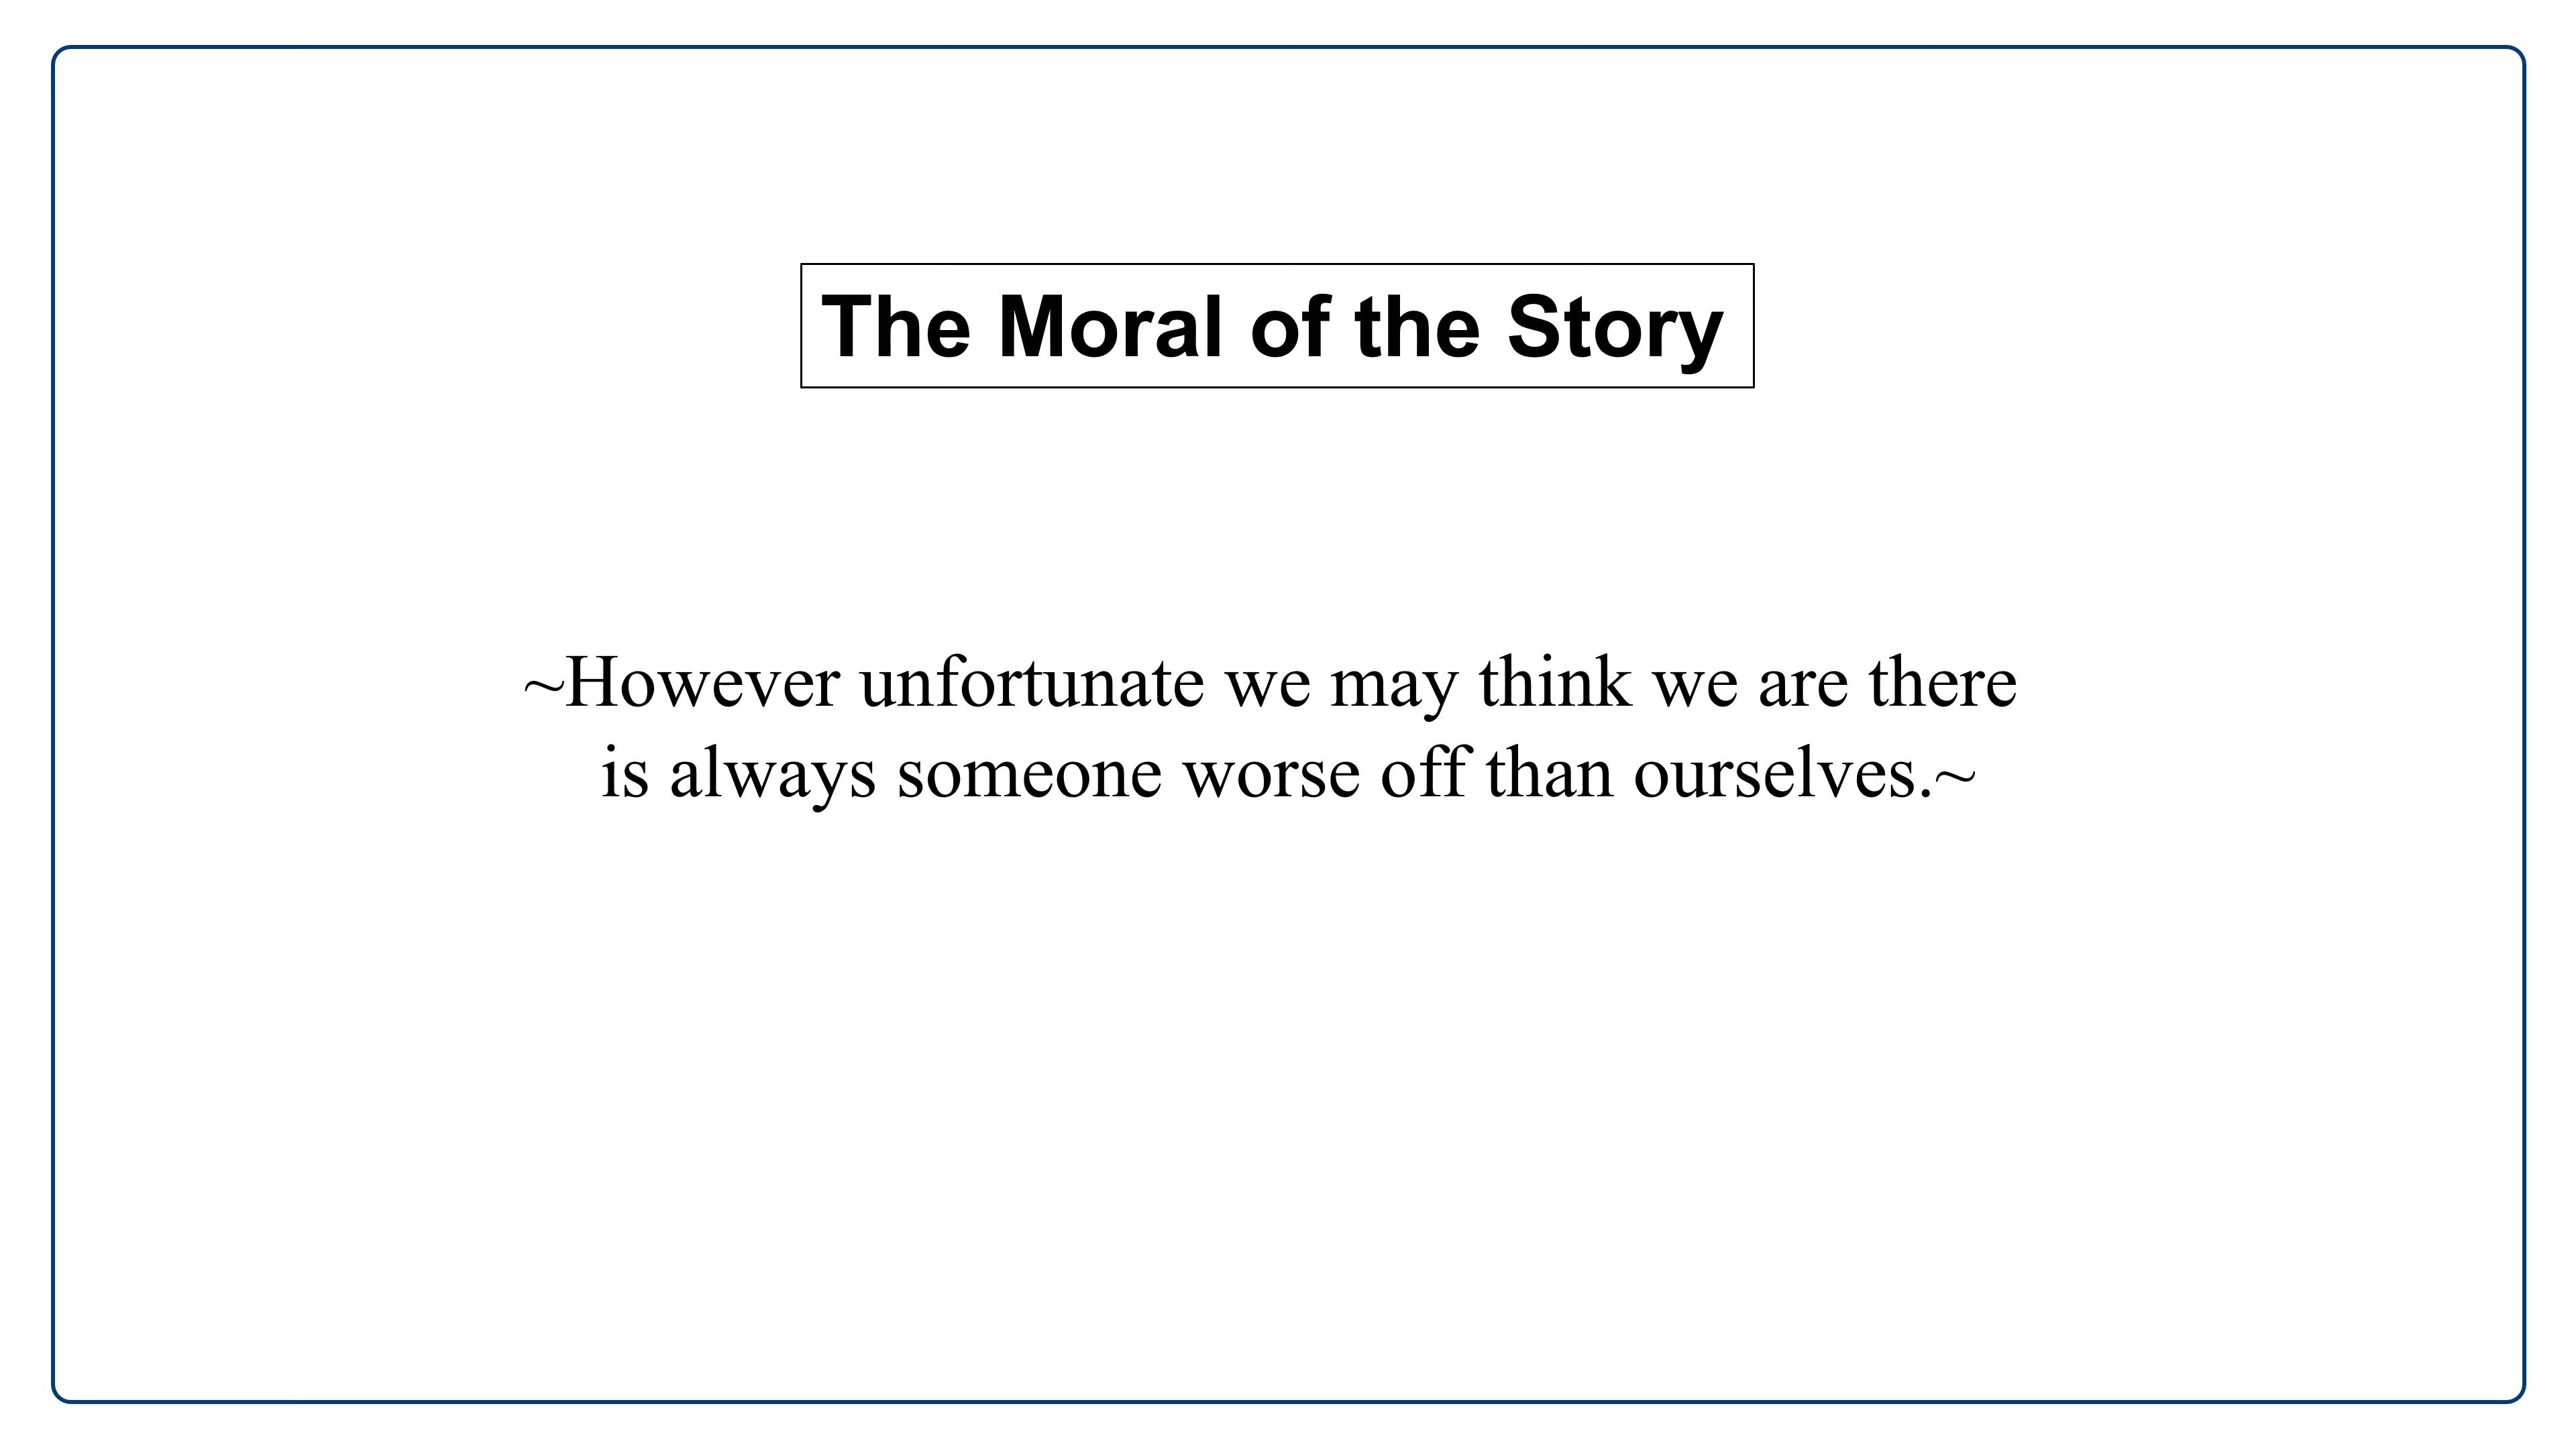 The Moral of the Story
~However unfortunate we may think we are there
is always someone worse off than ourselves.~